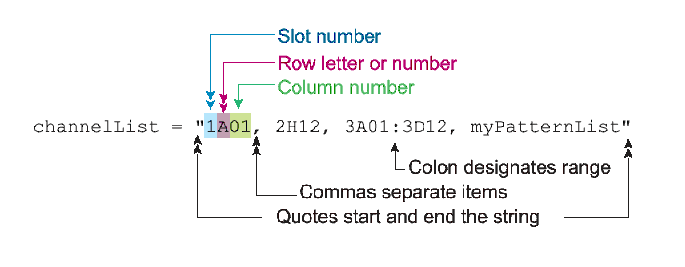 Slot number
Row letter or number
Column number
channelList = "1A01, 2H12, 3A01:3D12, myPatternList"
Colon designates range
Commas separate items
Quotes start and end the string